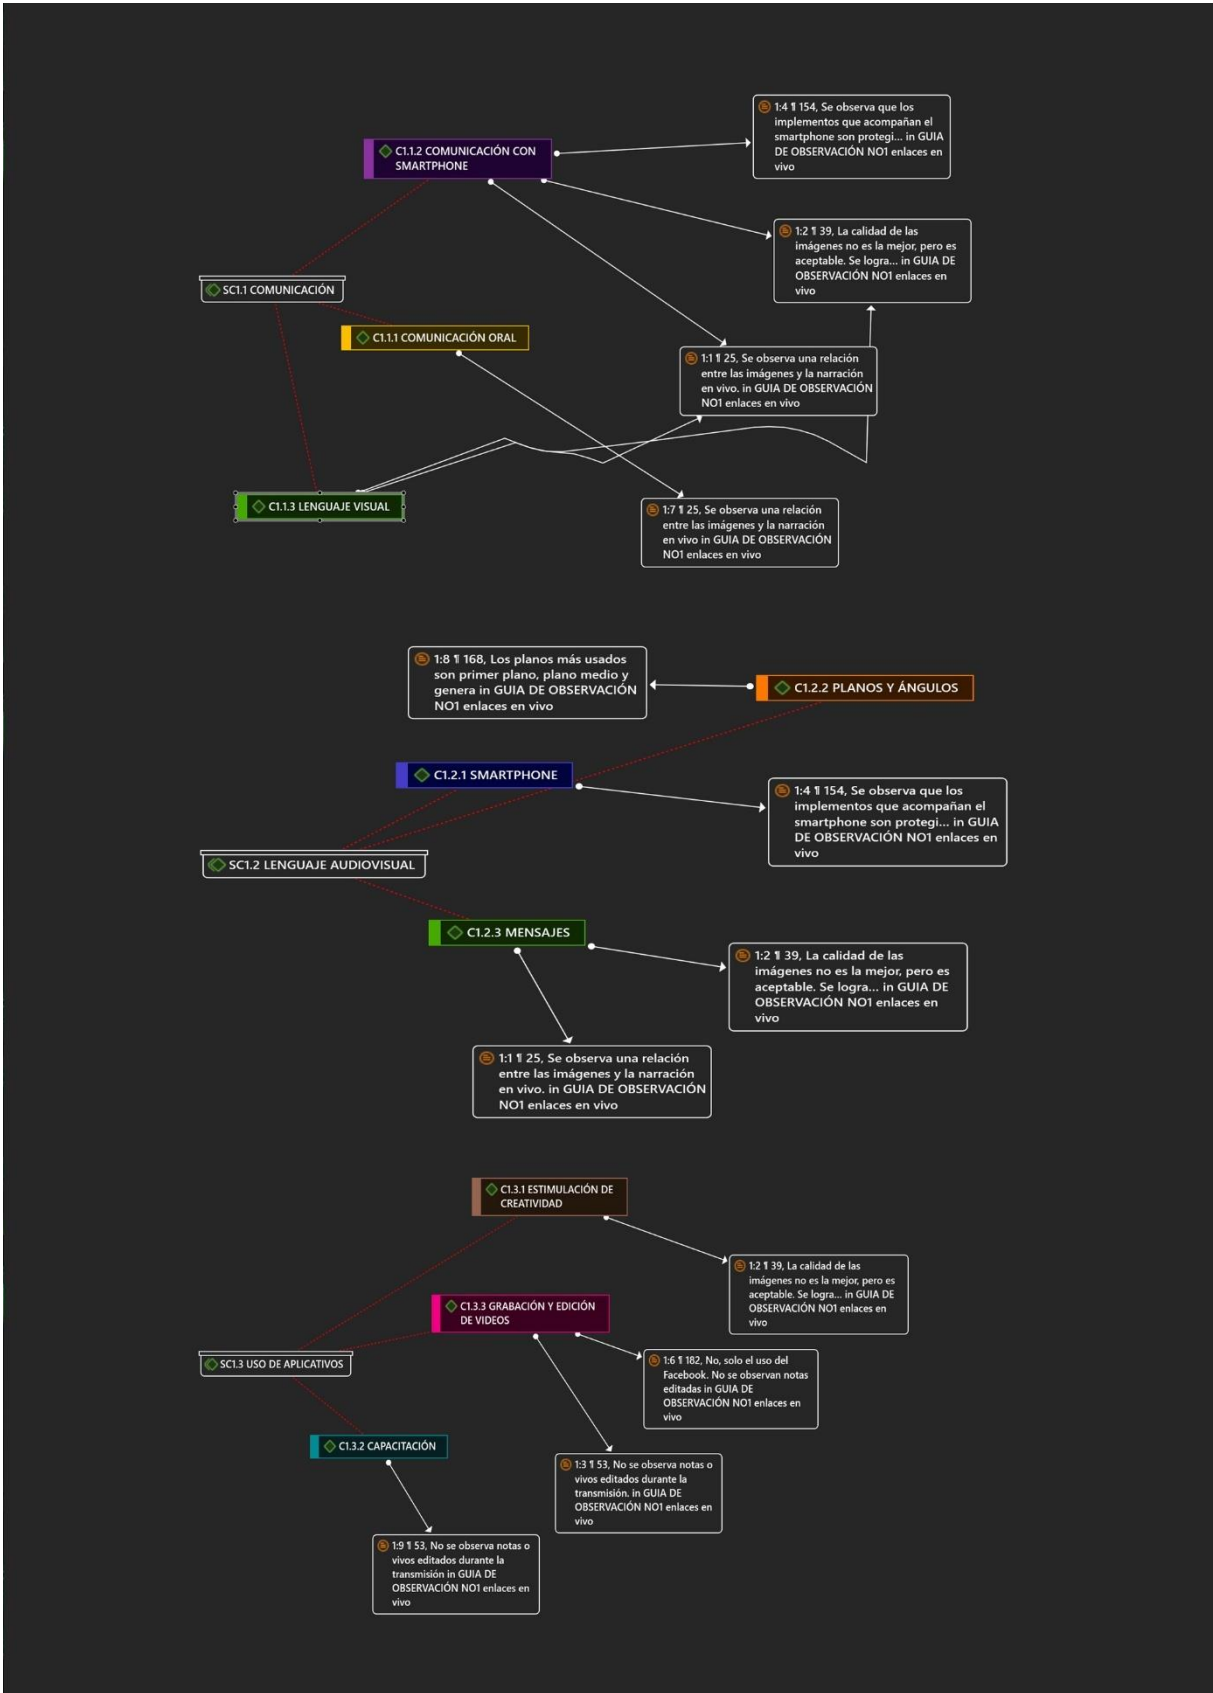 1:4 ¶ 154, Se observa que los
implementos que acompañan el
smartphone son protegi... in GUIA
DE OBSERVACIÓN NO1 enlaces en
vivo
C1.1.2 COMUNICACIÓN CON
SMARTPHONE
1:2 ¶ 39, La calidad de las
imágenes no es la mejor, pero es
aceptable. Se logra... in GUIA DE
OBSERVACIÓN NO1 enlaces en
vivo
SC1.1 COMUNICACIÓN
C1.1.1 COMUNICACIÓN ORAL
1:1 ¶ 25, Se observa una relación
entre las imágenes y la narración
en vivo. in GUIA DE OBSERVACIÓN
NO1 enlaces en vivo
C1.1.3 LENGUAJE VISUAL
1:7 ¶ 25, Se observa una relación
entre las imágenes y la narración
en vivo in GUIA DE OBSERVACIÓN
NO1 enlaces en vivo
1:8 ¶ 168, Los planos más usados
son primer plano, plano medio y
genera in GUIA DE OBSERVACIÓN
NO1 enlaces en vivo
C1.2.2 PLANOS Y ÁNGULOS
C1.2.1 SMARTPHONE
1:4 ¶ 154, Se observa que los
implementos que acompañan el
smartphone son protegi... in GUIA
DE OBSERVACIÓN NO1 enlaces en
vivo
SC1.2 LENGUAJE AUDIOVISUAL
C1.2.3 MENSAJES
1:2 ¶ 39, La calidad de las
imágenes no es la mejor, pero es
aceptable. Se logra... in GUIA DE
OBSERVACIÓN NO1 enlaces en
vivo
1:1 ¶ 25, Se observa una relación
entre las imágenes y la narración
en vivo. in GUIA DE OBSERVACIÓN
NO1 enlaces en vivo
C1.3.1 ESTIMULACIÓN DE
CREATIVIDAD
1:2 ¶ 39, La calidad de las
imágenes no es la mejor, pero es
aceptable. Se logra... in GUIA DE
OBSERVACIÓN NO1 enlaces en
vivo
C1.3.3 GRABACIÓN Y EDICIÓN
DE VIDEOS
SC1.3 USO DE APLICATIVOS
1:6 ¶ 182, No, solo el uso del
Facebook. No se observan notas
editadas in GUIA DE
OBSERVACIÓN NO1 enlaces en
vivo
C1.3.2 CAPACITACIÓN
1:3 ¶ 53, No se observa notas o
vivos editados durante la
transmisión. in GUIA DE
OBSERVACIÓN NO1 enlaces en
vivo
1:9 ¶ 53, No se observa notas o
vivos editados durante la
transmisión in GUIA DE
OBSERVACIÓN NO1 enlaces en
vivo